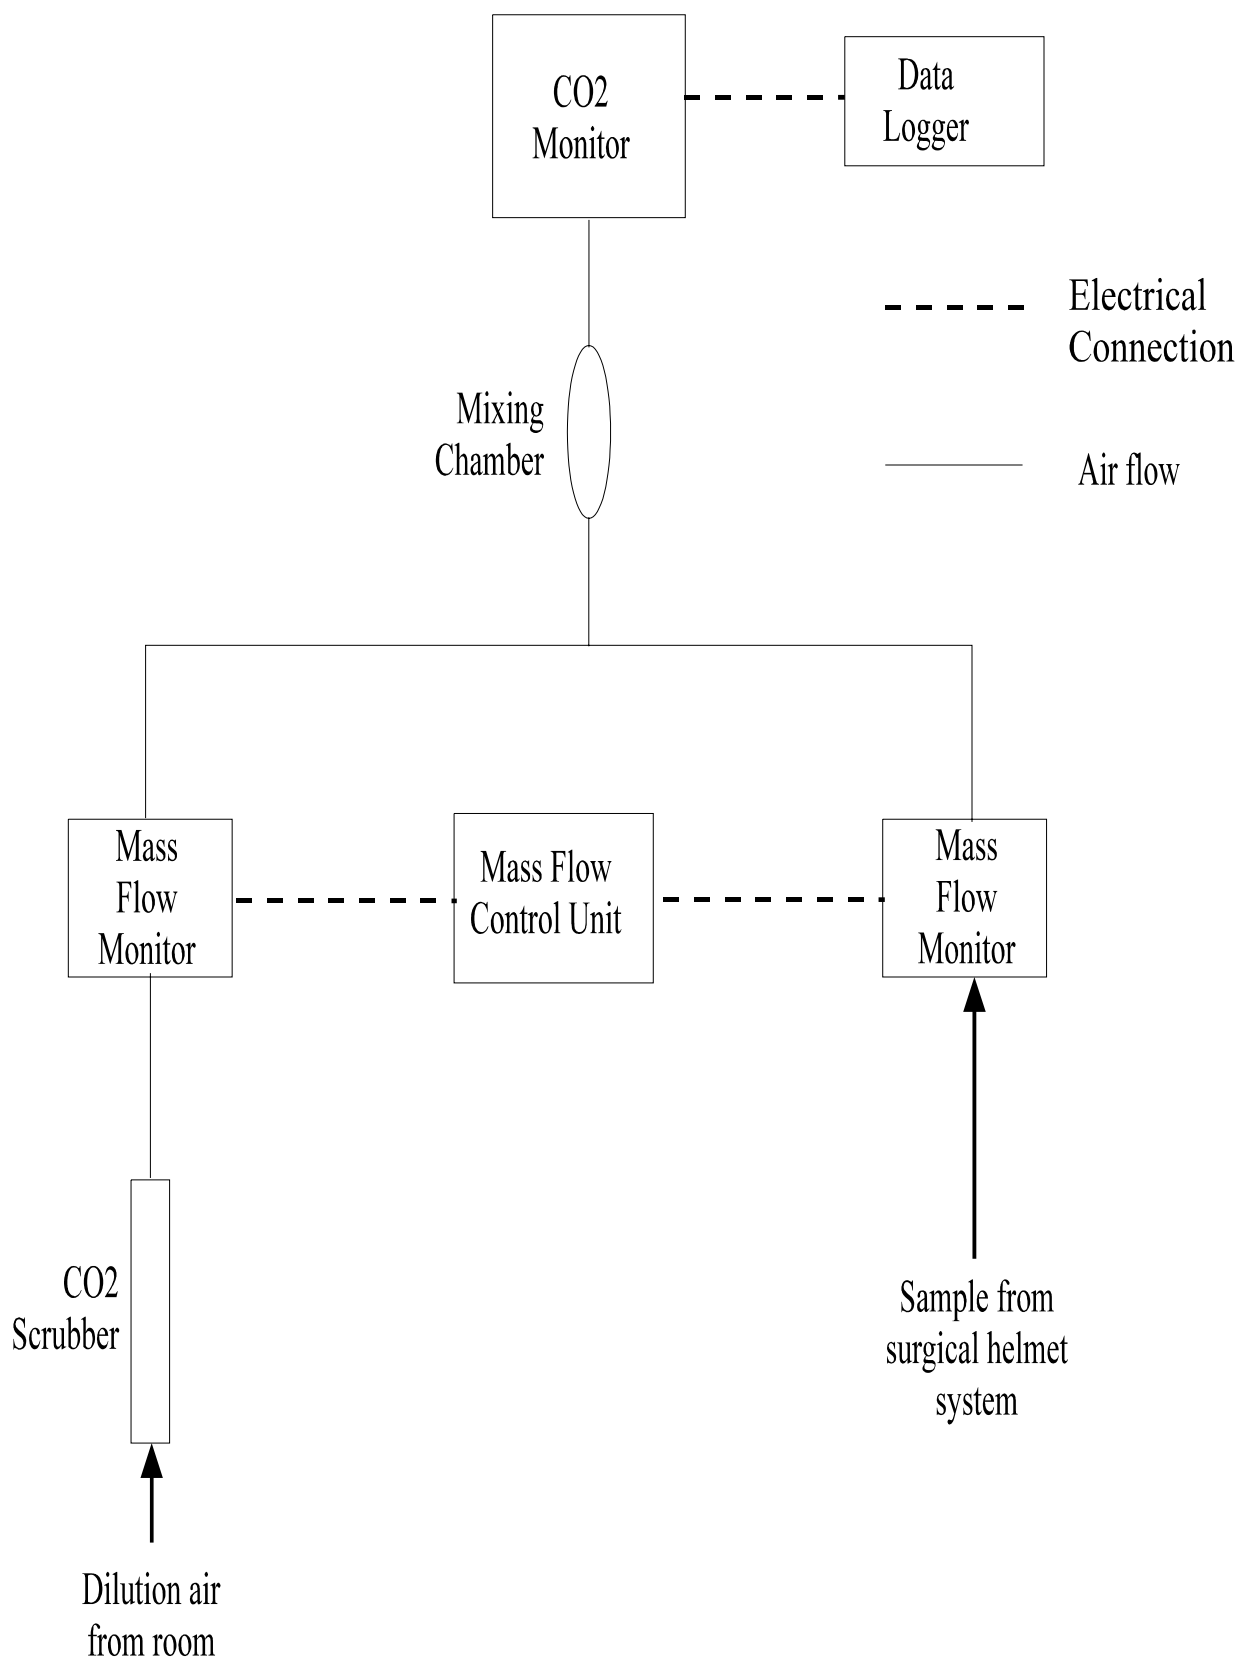 CO2
Monitor
Data
Logger
Electrical
Connection
Mixing
Chamber
Air flow
Mass
Flow
Monitor
Mass Flow
Control Unit
Mass
Flow
Monitor
CO2
Scrubber
Sample from
surgical helmet
system
Dilution air
from room